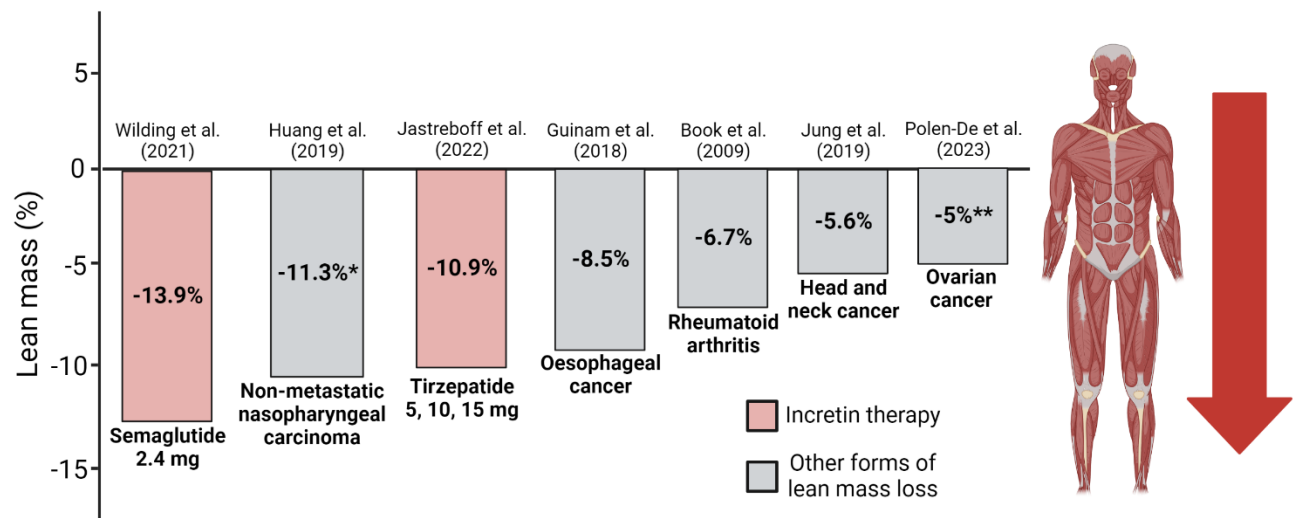 5
0
-5
-10
-15
Lean mass (%)
Wilding et al.
(2021)
-13.9%
Semaglutide
2.4 mg
Huang et al.
(2019)
-11.3%*
Non-metastatic
nasopharyngeal
carcinoma
Jastreboff et al.
(2022)
-10.9%
Tirzepatide
5, 10, 15 mg
Guinam et al.
(2018)
-8.5%
Oesophageal
cancer
Book et al.
(2009)
-6.7%
Rheumatoid
arthritis
Jung et al.
(2019)
-5.6%
Head and
neck cancer
Polen-De et al.
(2023)
-5%**
Ovarian
cancer
Incretin therapy
Other forms of
lean mass loss